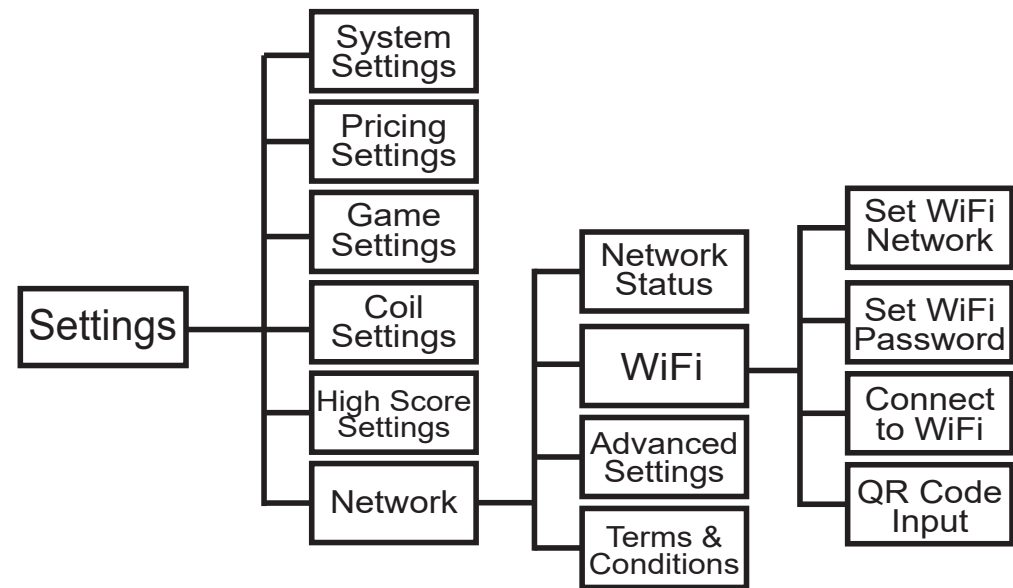 Settings
System
Settings
Pricing
Settings
Game
Settings
Coil
Settings
High Score
Settings
Network
Network
Status
WiFi
Advanced
Settings
Terms &
Conditions
Set WiFi
Network
Set WiFi
Password
Connect
to WiFi
QR Code
Input